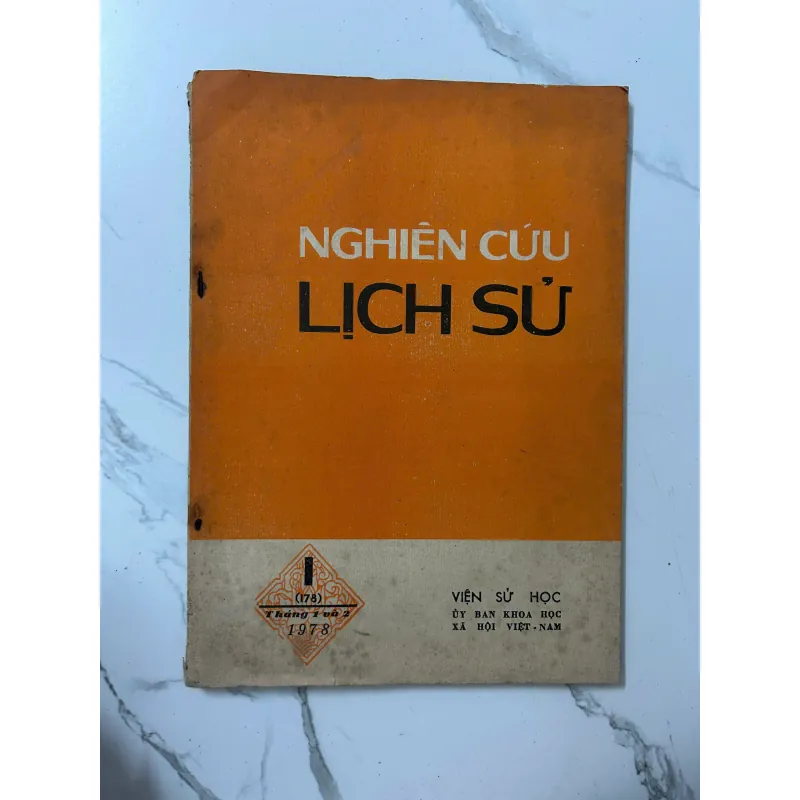 NGHIÊN CỨU
LỊCH SỬ
1
(178)
Tháng 1 và 2
1978
VIỆN SỬ HỌC
ỦY BAN KHOA HỌC
XÃ HỘI VIỆT-NAM